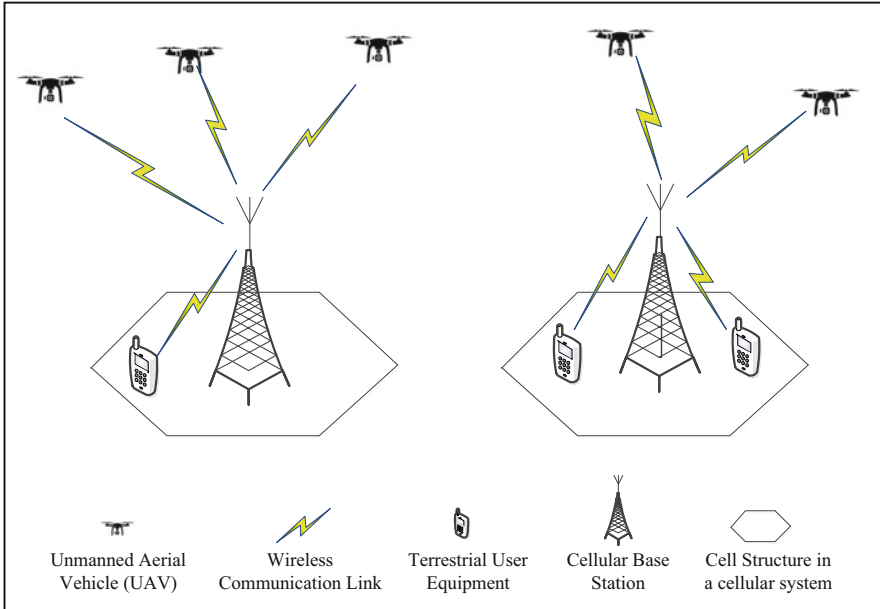 Unmanned Aerial
Vehicle (UAV)
Wireless
Communication Link
Terrestrial User
Equipment
Cellular Base
Station
Cell Structure in
a cellular system